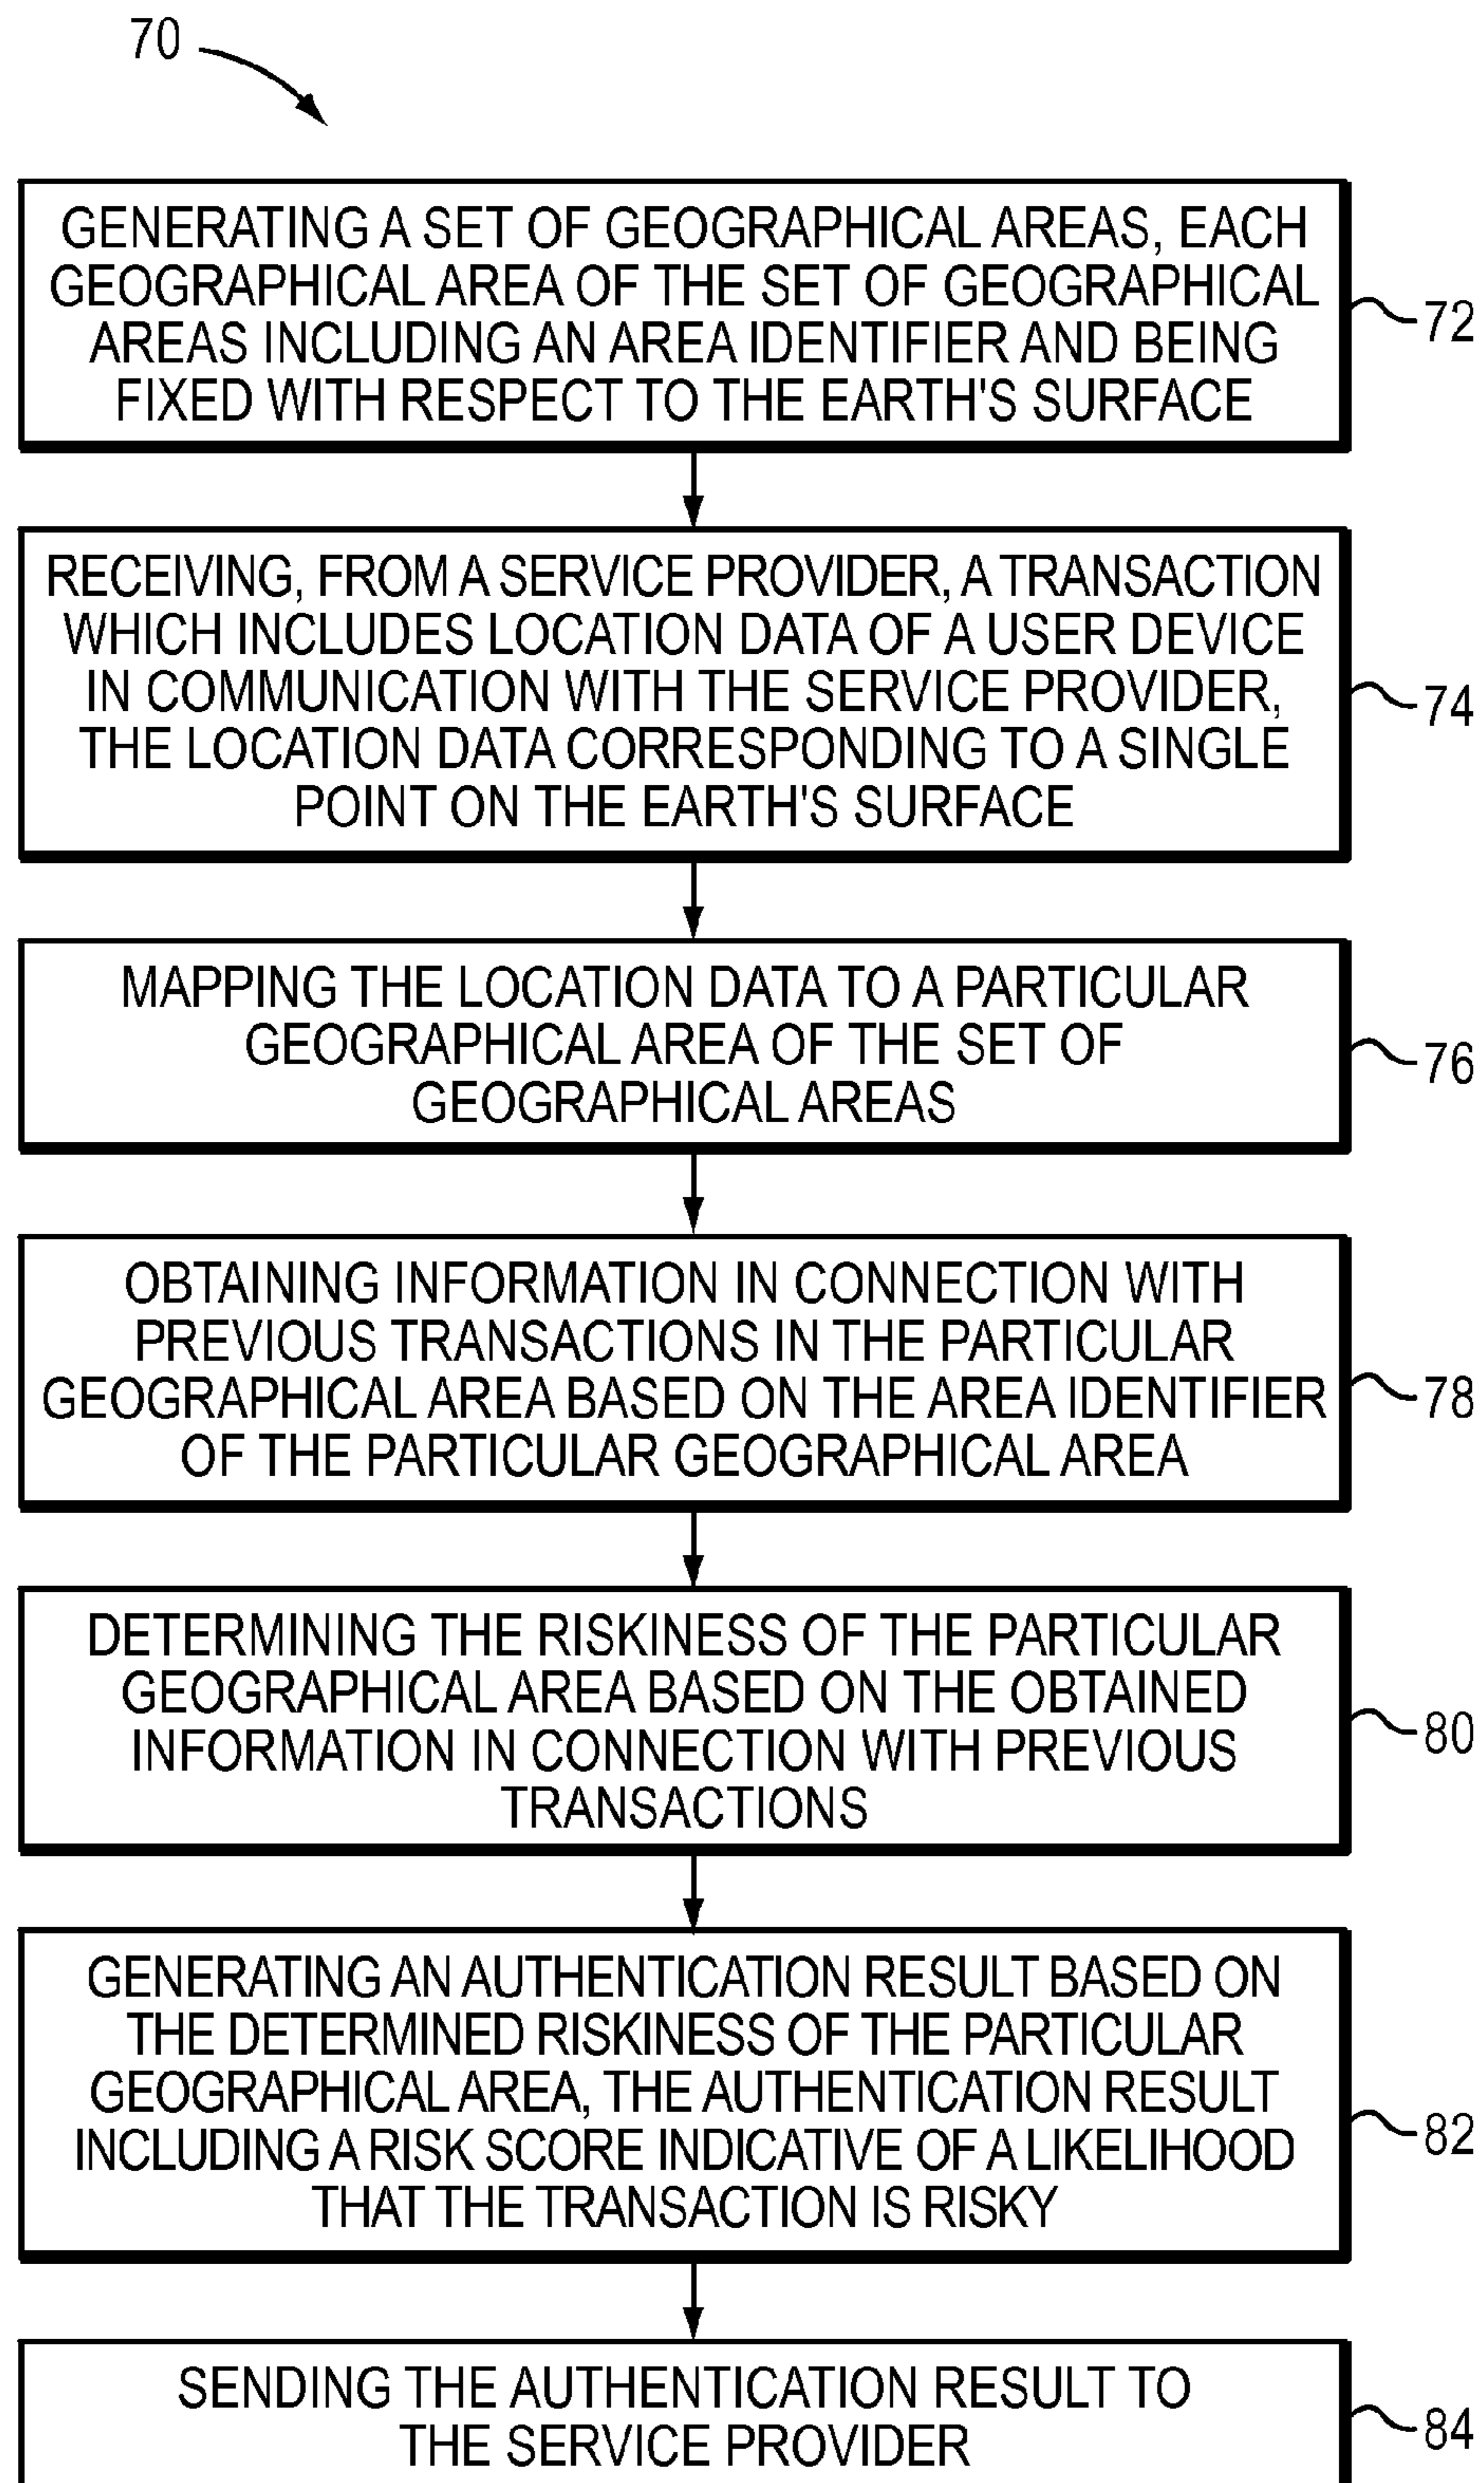 70
GENERATING A SET OF GEOGRAPHICAL AREAS, EACH
GEOGRAPHICAL AREA OF THE SET OF GEOGRAPHICAL
AREAS INCLUDING AN AREA IDENTIFIER AND BEING
FIXED WITH RESPECT TO THE EARTH'S SURFACE
72
RECEIVING, FROM A SERVICE PROVIDER, A TRANSACTION
WHICH INCLUDES LOCATION DATA OF A USER DEVICE
IN COMMUNICATION WITH THE SERVICE PROVIDER,
THE LOCATION DATA CORRESPONDING TO A SINGLE
POINT ON THE EARTH'S SURFACE
74
MAPPING THE LOCATION DATA TO A PARTICULAR
GEOGRAPHICAL AREA OF THE SET OF
GEOGRAPHICAL AREAS
76
OBTAINING INFORMATION IN CONNECTION WITH
PREVIOUS TRANSACTIONS IN THE PARTICULAR
GEOGRAPHICAL AREA BASED ON THE AREA IDENTIFIER
OF THE PARTICULAR GEOGRAPHICAL AREA
78
DETERMINING THE RISKINESS OF THE PARTICULAR
GEOGRAPHICAL AREA BASED ON THE OBTAINED
INFORMATION IN CONNECTION WITH PREVIOUS
TRANSACTIONS
80
GENERATING AN AUTHENTICATION RESULT BASED ON
THE DETERMINED RISKINESS OF THE PARTICULAR
GEOGRAPHICAL AREA, THE AUTHENTICATION RESULT
INCLUDING A RISK SCORE INDICATIVE OF A LIKELIHOOD
THAT THE TRANSACTION IS RISKY
82
SENDING THE AUTHENTICATION RESULT TO
THE SERVICE PROVIDER
84